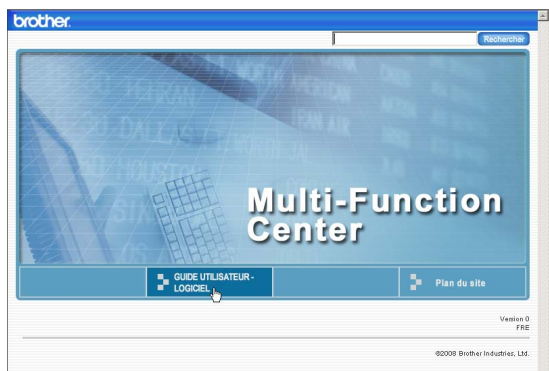 brother.
Rechercher
Multi-Function
Center
GUIDE UTILISATEUR -
LOGICIEL
Plan du site
Version 0
FRE
©2008 Brother Industries, Ltd.